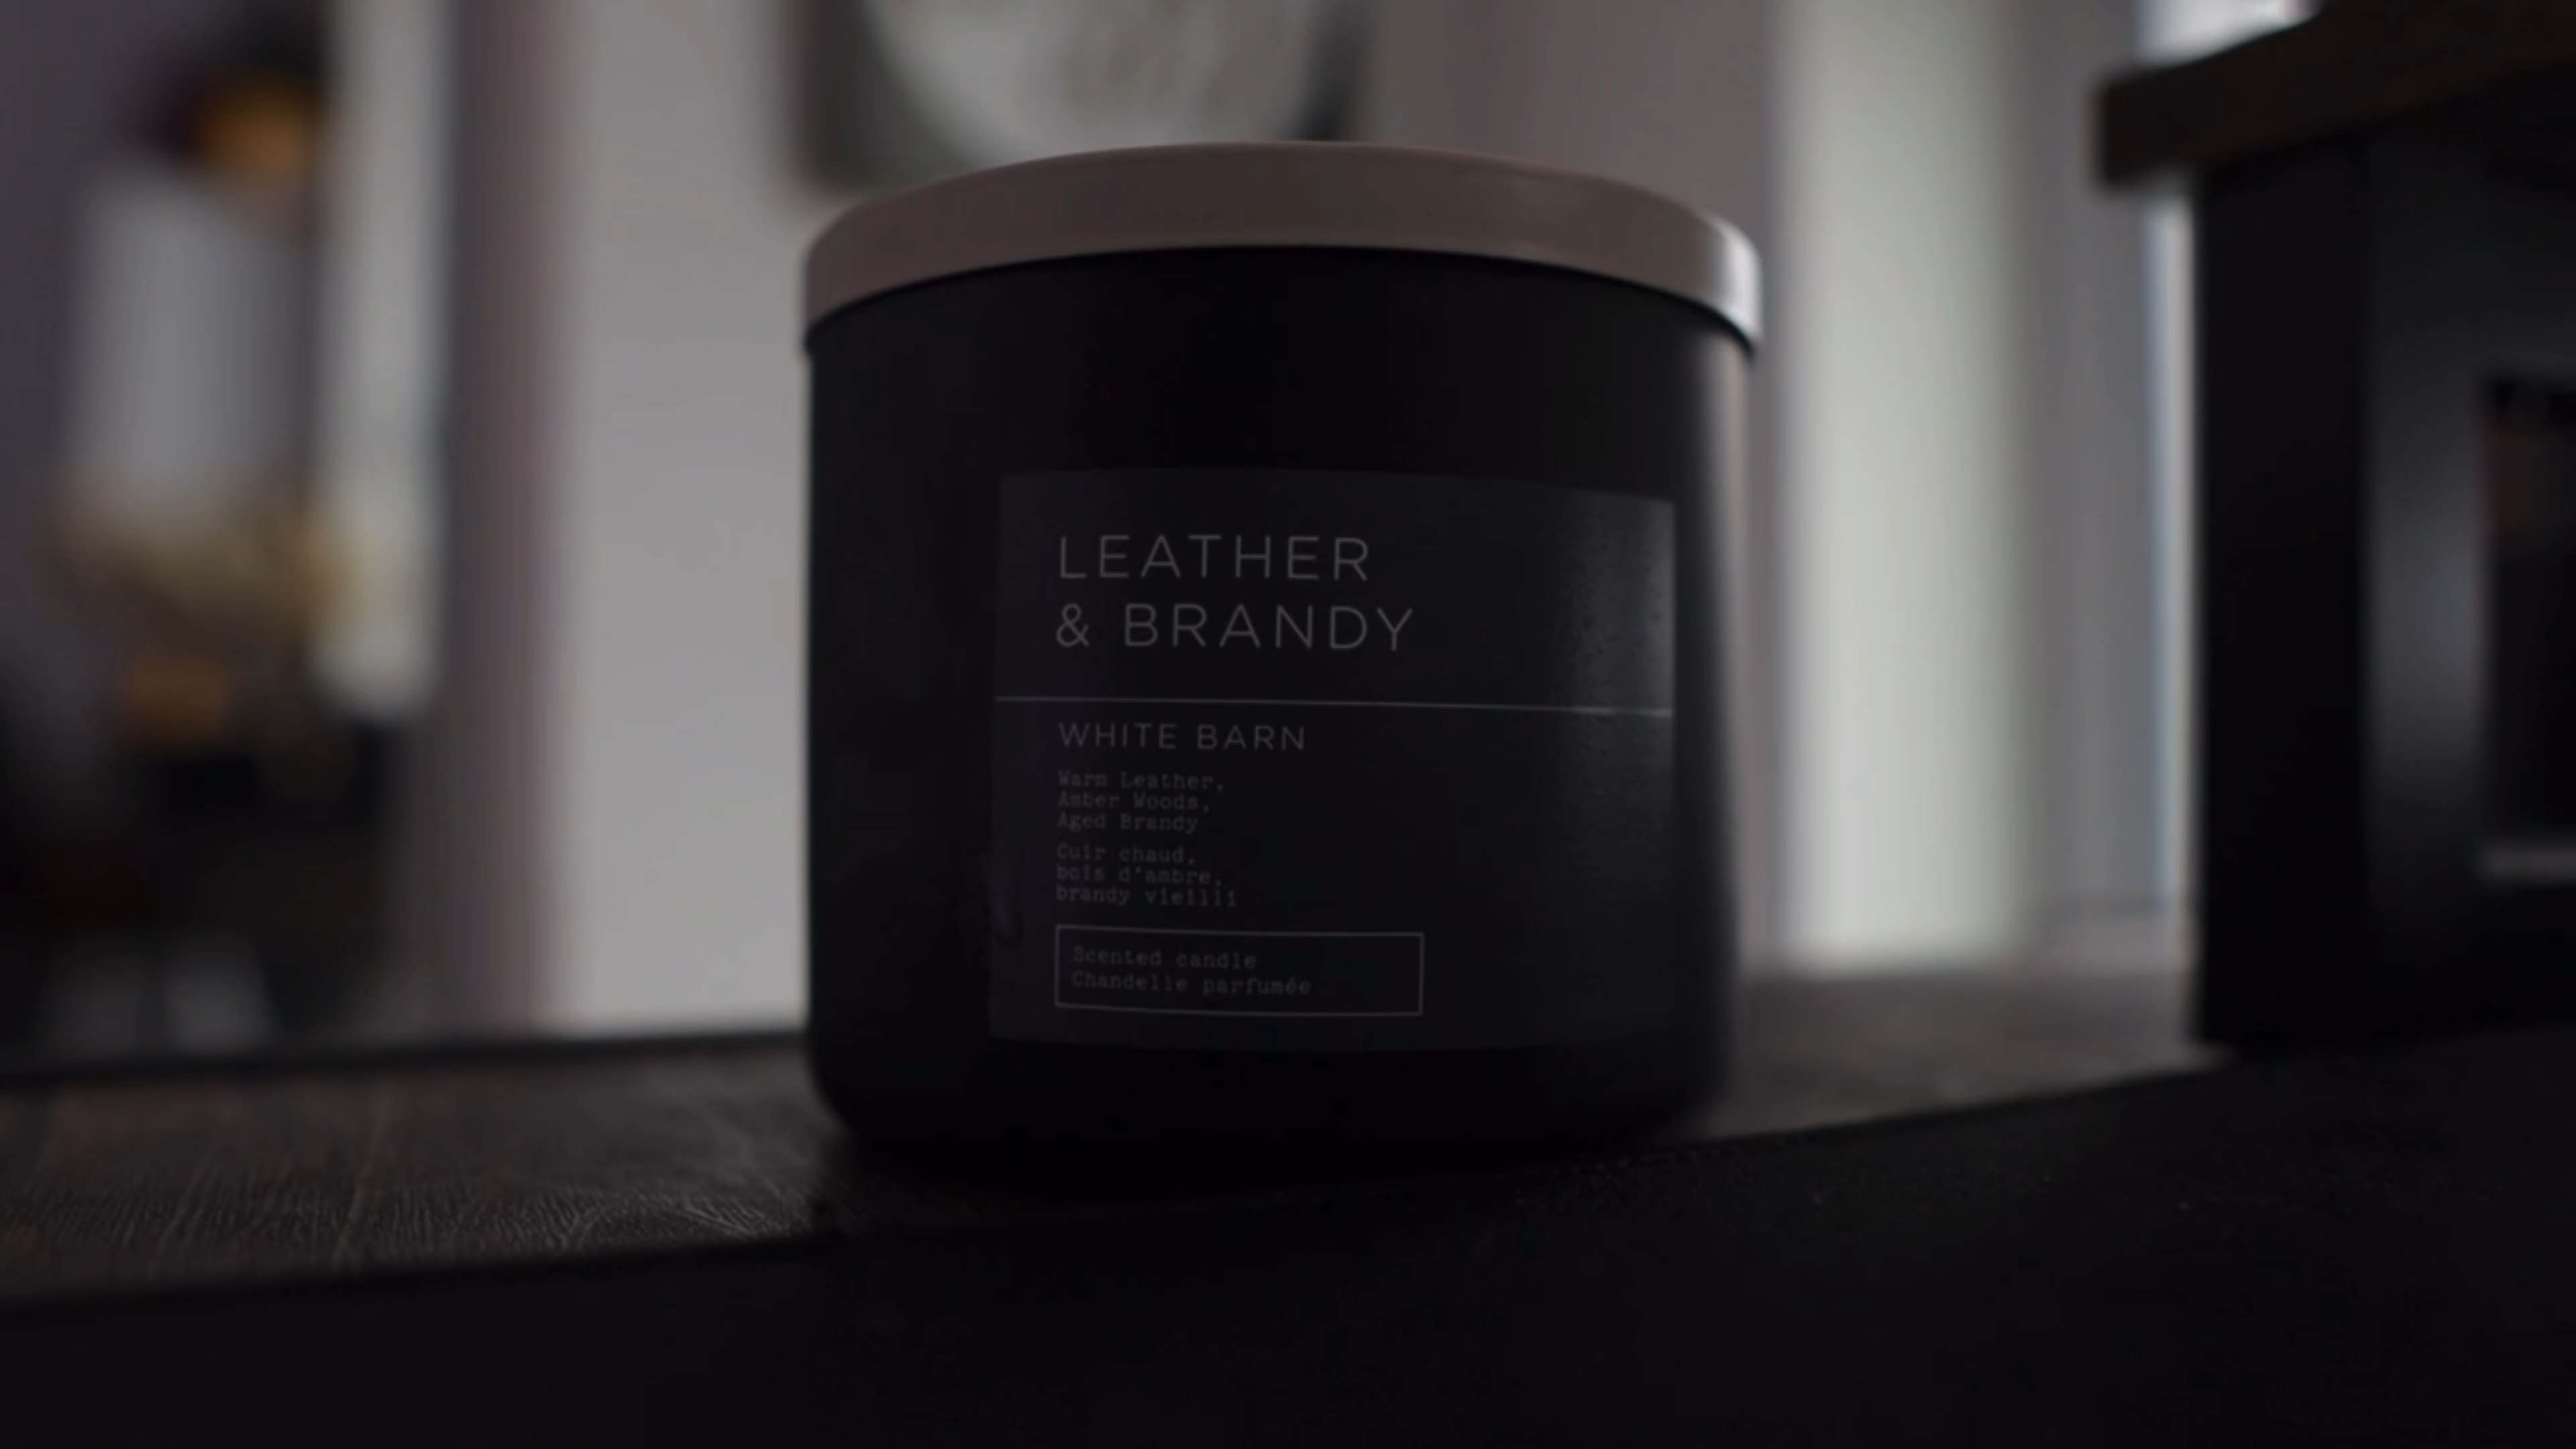 LEATHER
& BRANDY
WHITE BARN
Warm Leather,
Amber Woods,
Aged Brandy
Cuir chaud,
bois d'ambre,
brandy vieilli
Scented candle
Chandelle parfumée